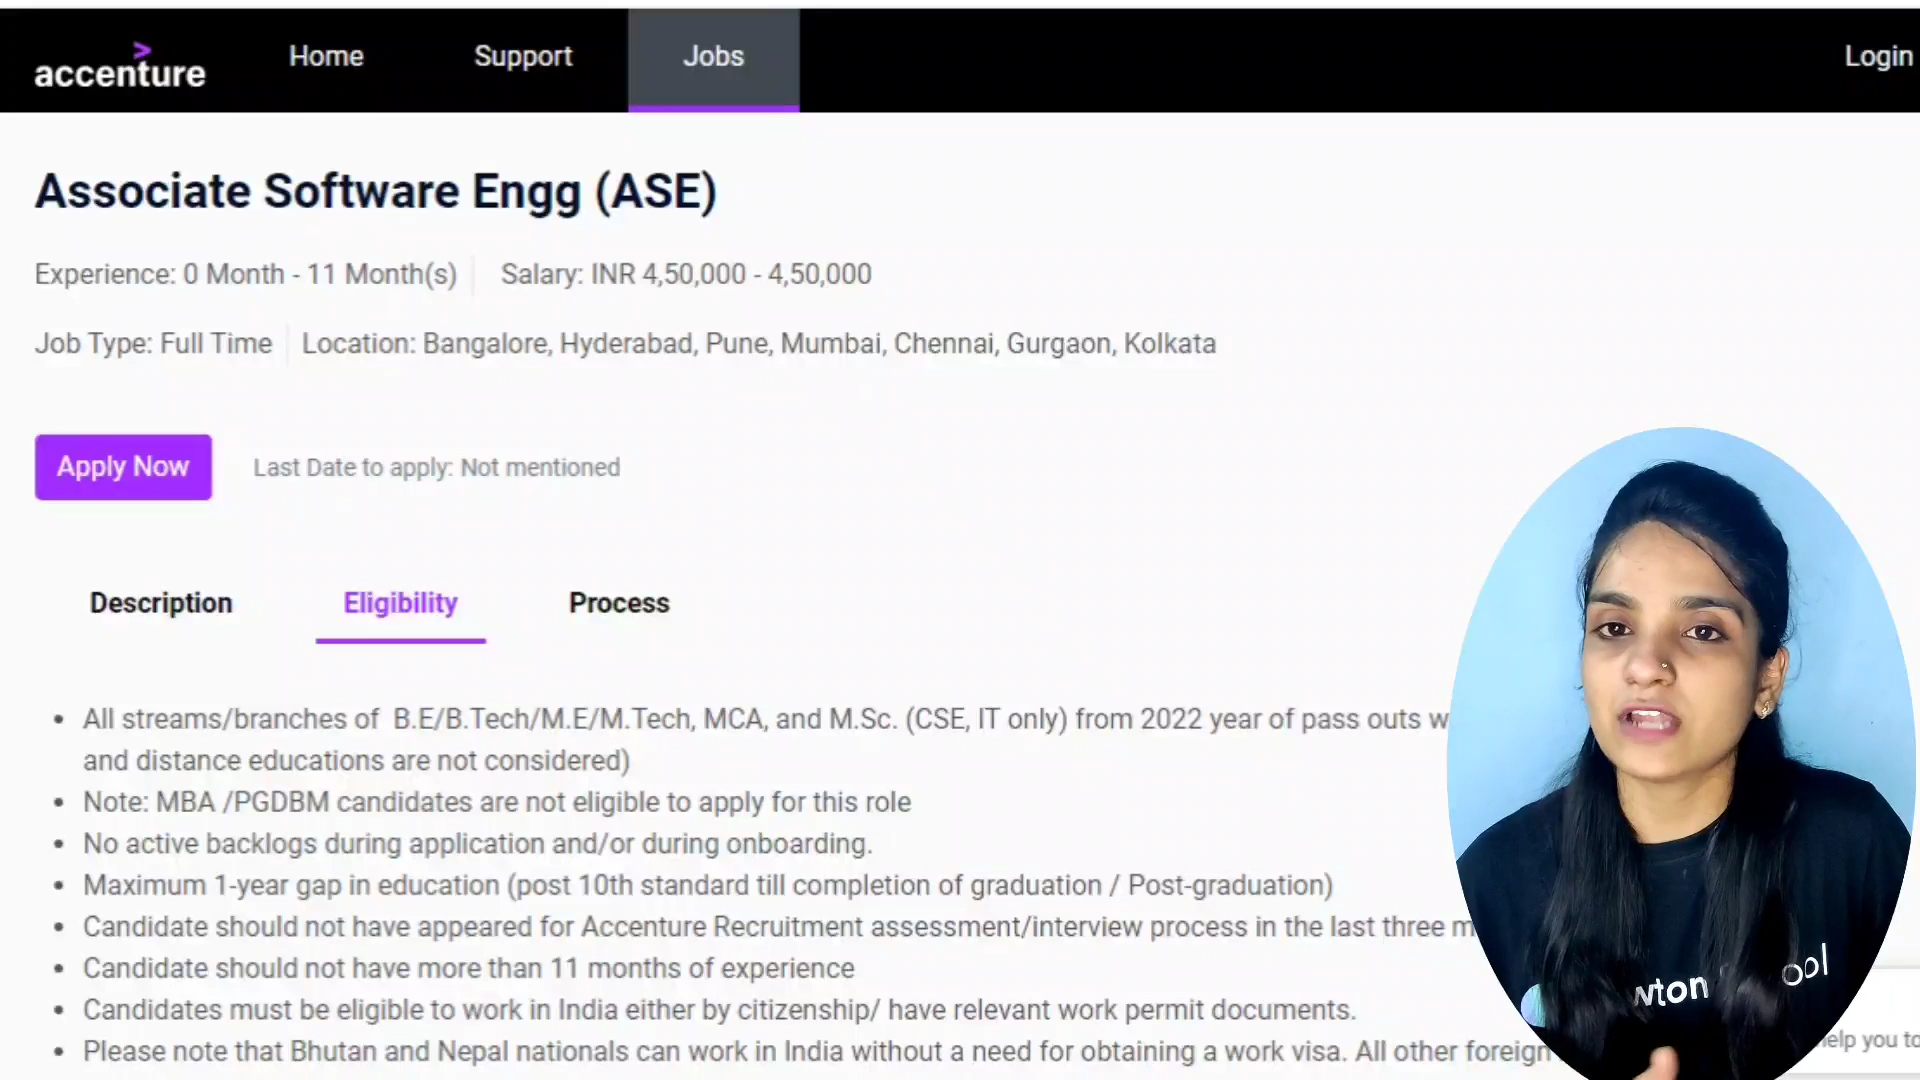 accenture
Home
Support
Jobs
Login
Associate Software Engg (ASE)
Experience: 0 Month - 11 Month(s)
Salary: INR 4,50,000 - 4,50,000
Job Type: Full Time
Location: Bangalore, Hyderabad, Pune, Mumbai, Chennai, Gurgaon, Kolkata
Apply Now
Last Date to apply: Not mentioned
Description
Eligibility
Process
• All streams/branches of B.E/B.Tech/M.E/M.Tech, MCA, and M.Sc. (CSE, IT only) from 2022 year of pass outs
and distance educations are not considered)
• Note: MBA /PGDBM candidates are not eligible to apply for this role
• No active backlogs during application and/or during onboarding.
• Maximum 1-year gap in education (post 10th standard till completion of graduation / Post-graduation)
• Candidate should not have appeared for Accenture Recruitment assessment/interview process in the last three
• Candidate should not have more than 11 months of experience
• Candidates must be eligible to work in India either by citizenship/ have relevant work permit documents.
• Please note that Bhutan and Nepal nationals can work in India without a need for obtaining a work visa. All other foreign
help you to